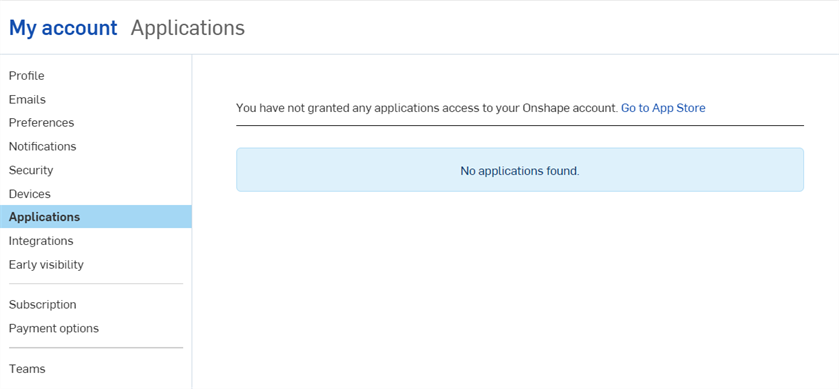 My account Applications
Profile
Emails
Preferences
Notifications
Security
Devices
Applications
Integrations
Early visibility
Subscription
Payment options
Teams
You have not granted any applications access to your Onshape account. Go to App Store
No applications found.